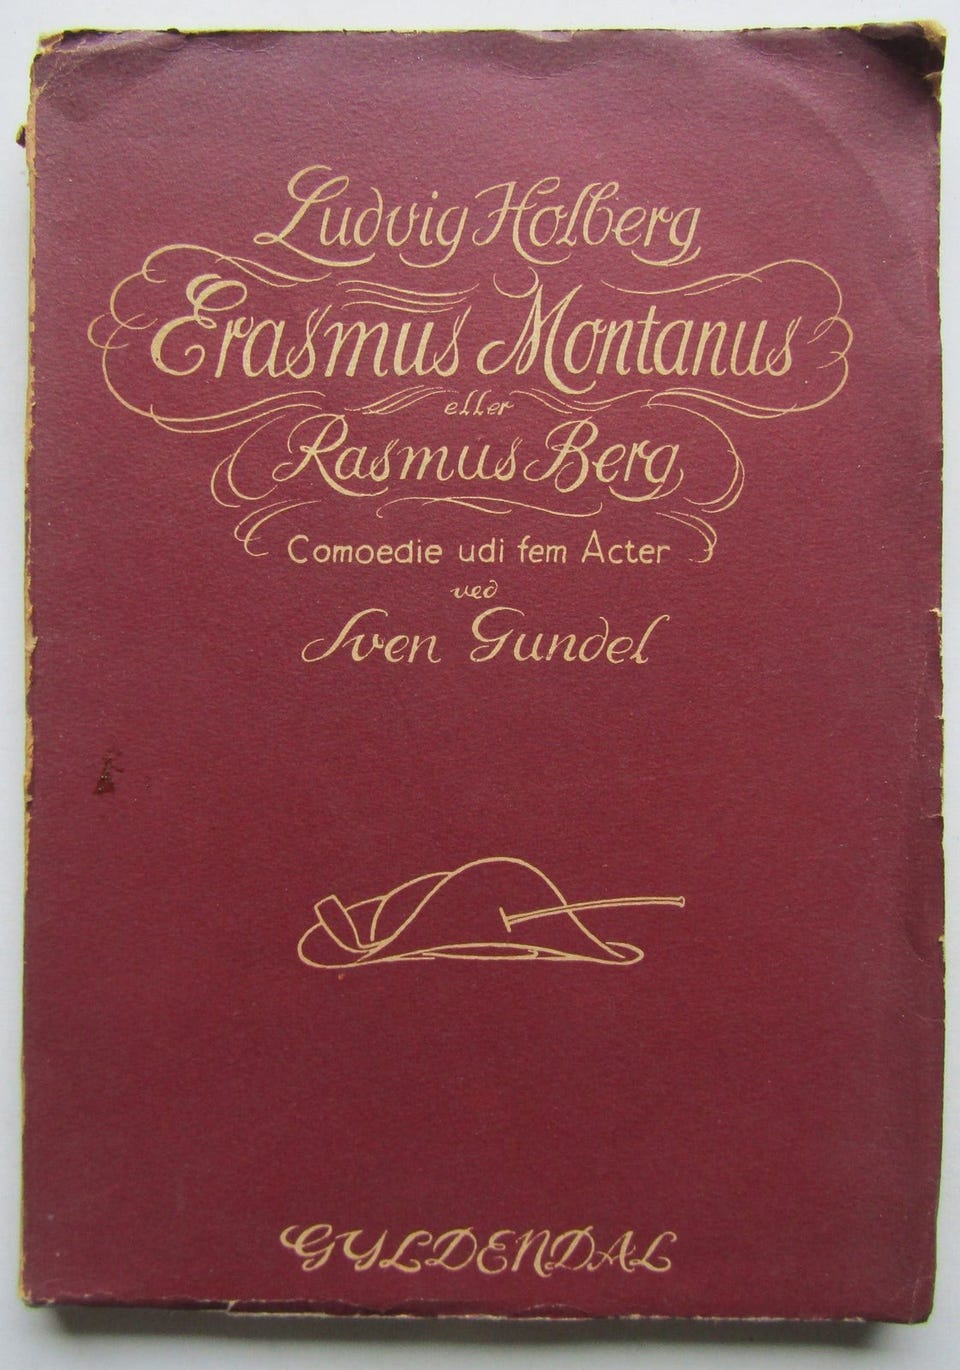 Ludvig Holberg
Erasmus Montanus
eller
Rasmus Berg
Comoedie udi fem Acter
ved
Sven Gundel
GYLDENDAL